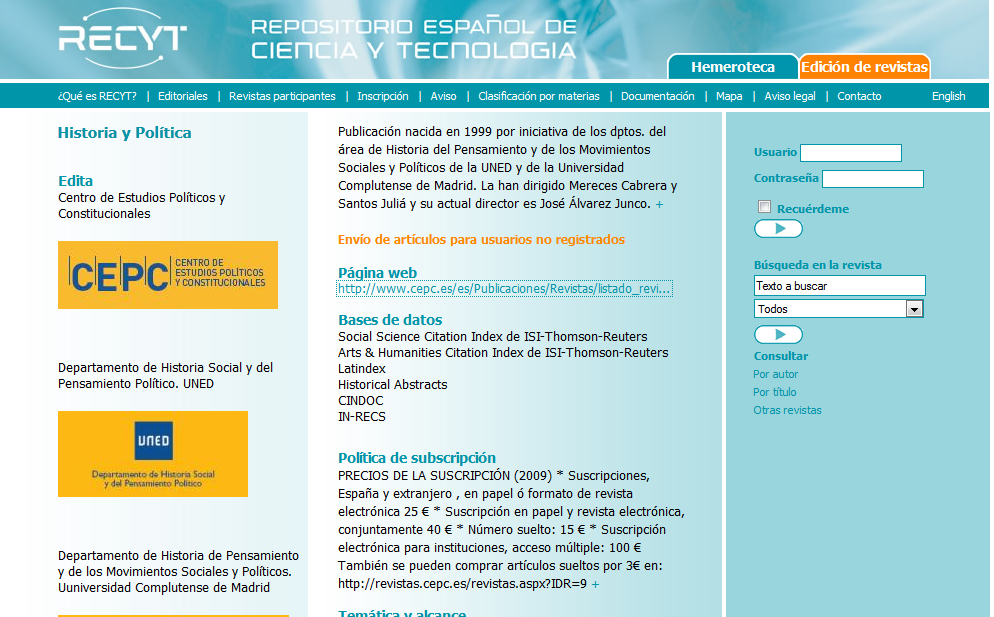 RECYT
REPOSITORIO ESPAÑOL DE
CIENCIA Y TECNOLOGIA
Hemeroteca
Edición de revistas
¿Qué es RECYT? | Editoriales | Revistas participantes | Inscripción | Aviso | Clasificación por materias | Documentación | Mapa | Aviso legal | Contacto
English
Historia y Política
Edita
Centro de Estudios Políticos y
Constitucionales
CEPC
CENTRO DE
ESTUDIOS POLÍTICOS
Y CONSTITUCIONALES
Departamento de Historia Social y del
Pensamiento Político. UNED
UNED
Departamento de Historia Social
y del Pensamiento Político
Departamento de Historia de Pensamiento
y de los Movimientos Sociales y Políticos.
Uuniversidad Complutense de Madrid
Publicación nacida en 1999 por iniciativa de los dptos. del
área de Historia del Pensamiento y de los Movimientos
Sociales y Políticos de la UNED y de la Universidad
Complutense de Madrid. La han dirigido Mereces Cabrera y
Santos Juliá y su actual director es José Álvarez Junco. +
Envío de artículos para usuarios no registrados
Página web
http://www.cepc.es/es/Publicaciones/Revistas/listado_revi...
Bases de datos
Social Science Citation Index de ISI-Thomson-Reuters
Arts & Humanities Citation Index de ISI-Thomson-Reuters
Latindex
Historical Abstracts
CINDOC
IN-RECS
Política de subscripción
PRECIOS DE LA SUSCRIPCIÓN (2009) * Suscripciones,
España y extranjero , en papel ó formato de revista
electrónica 25 € * Suscripción en papel y revista electrónica,
conjuntamente 40 € * Número suelto: 15 € * Suscripción
electrónica para instituciones, acceso múltiple: 100 €
También se pueden comprar artículos sueltos por 3€ en:
http://revistas.cepc.es/revistas.aspx?IDR=9 +
Temática y alcance
Usuario
Contraseña
Recuérdeme
Búsqueda en la revista
Texto a buscar
Todos
Consultar
Por autor
Por título
Otras revistas